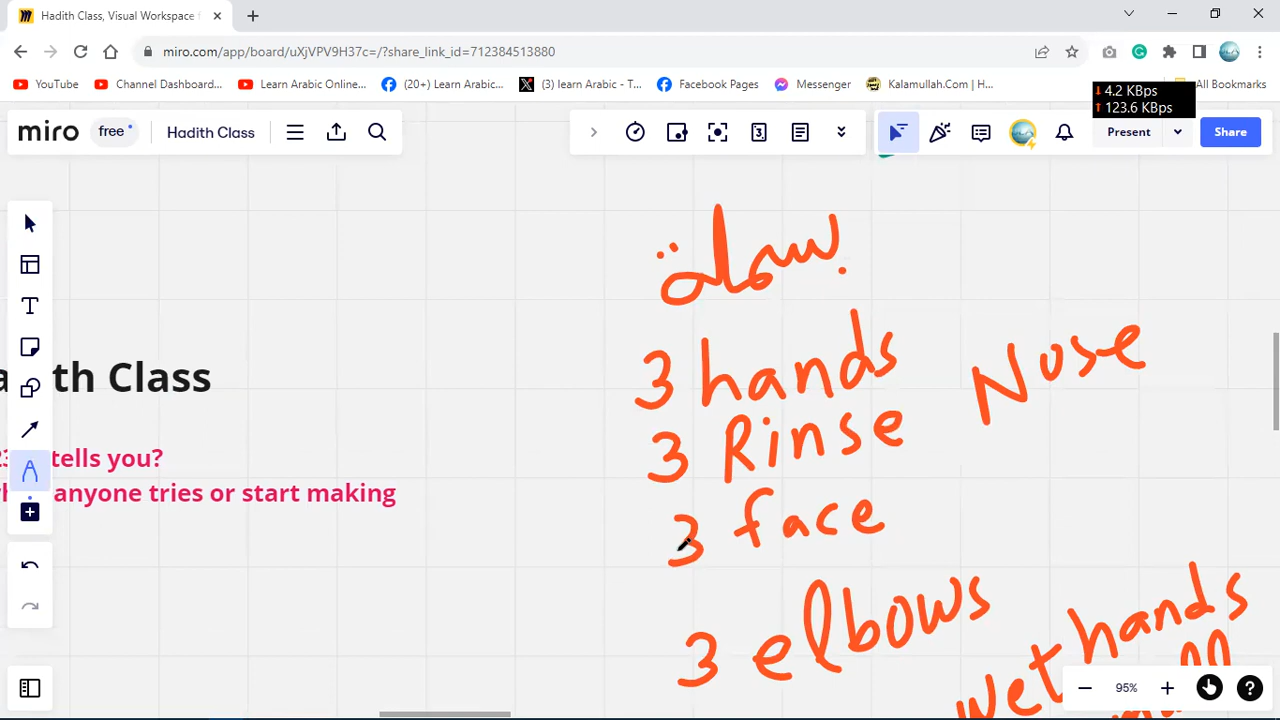 Hadith Class, Visual Workspace f
miro.com/app/board/uXjVPV9H37c=/?share_link_id=712384513880
YouTube
Channel Dashboard...
Learn Arabic Online...
(20+) Learn Arabic...
(3) learn Arabic - T...
Facebook Pages
Messenger
Kalamullah.Com | H...
All Bookmarks
4.2 KBps
123.6 KBps
miro
free
Hadith Class
3
Present
Share
بسملة
3 hands
Nose
3 Rinse
3 face
3 elbows
wet hands
th Class
tells you?
anyone tries or start making
95%